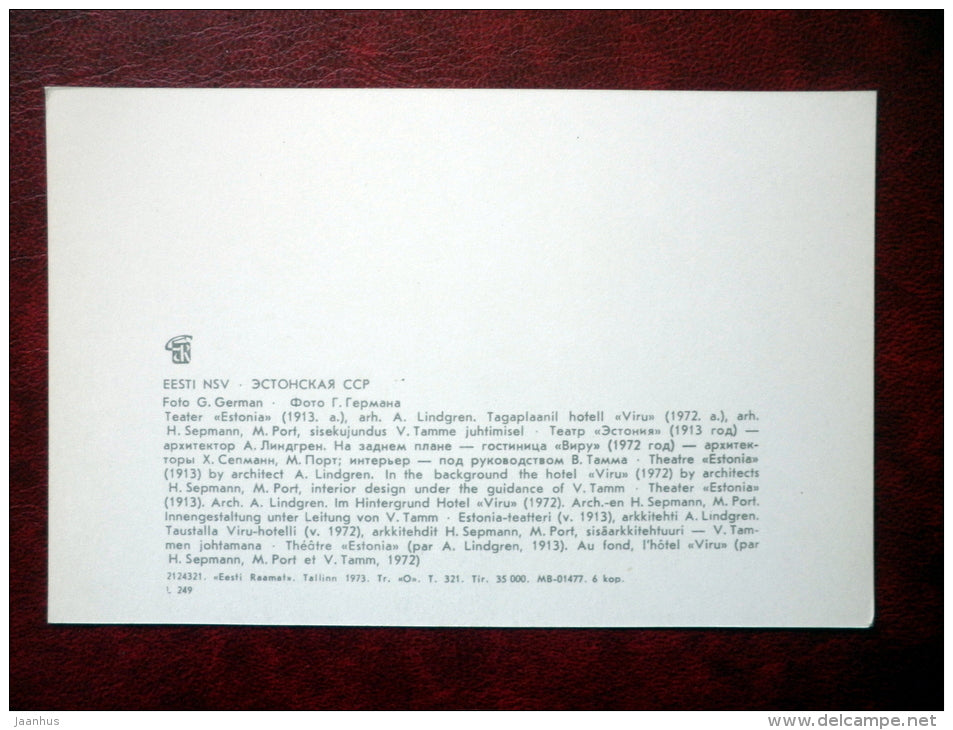 EESTI NSV · ЭСТОНСКАЯ ССР
Foto G. German · Фото Г. Германа
Teater «Estonia» (1913. a.), arh. A. Lindgren. Tagaplaanil hotell «Viru» (1972. a.), arh.
H. Sepmann, M. Port, sisekujundus V. Tamme juhtimisel · Театр «Эстония» (1913 год) —
архитектор А. Линдгрен. На заднем плане — гостиница «Виру» (1972 год) — архитек-
торы Х. Сепманн, М. Порт; интерьер — под руководством В. Тамма · Theatre «Estonia»
(1913) by architect A. Lindgren. In the background the hotel «Viru» (1972) by architects
H. Sepmann, M. Port, interior design under the guidance of V. Tamm · Theater «Estonia»
(1913). Arch. A. Lindgren. Im Hintergrund Hotel «Viru» (1972). Arch.-en H. Sepmann, M. Port.
Innengestaltung unter Leitung von V. Tamm · Estonia-teatteri (v. 1913), arkkitehti A. Lindgren.
Taustalla Viru-hotelli (v. 1972), arkkitehdit H. Sepmann, M. Port, sisäarkkitehtuuri — V. Tam-
men johtamana · Théôtre «Estonia» (par A. Lindgren, 1913). Au fond, l'hôtel «Viru» (par
H. Sepmann, M. Port et V. Tamm, 1972)
2124321. «Eesti Raamat». Tallinn 1973. Tr. «O». T. 321. Tir. 35 000. MB-01477. 6 kop.
L 249
jaanhus
www.delcampe.net